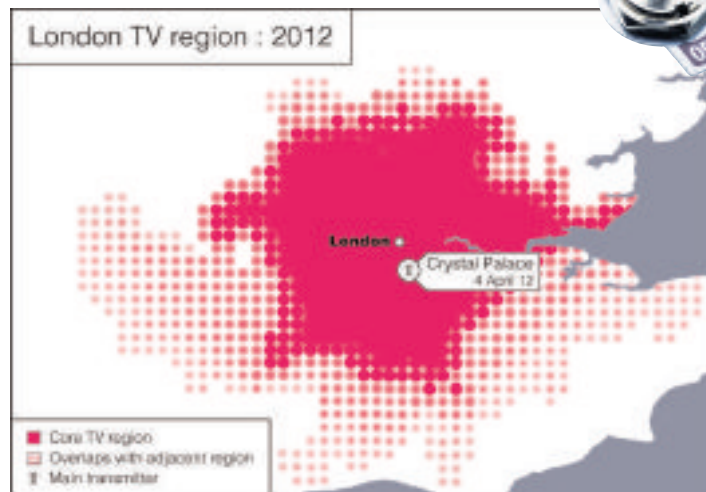 London TV region : 2012
London
Crystal Palace
4 April 12
Core TV region
Overlaps with adjacent region
Main transmitter